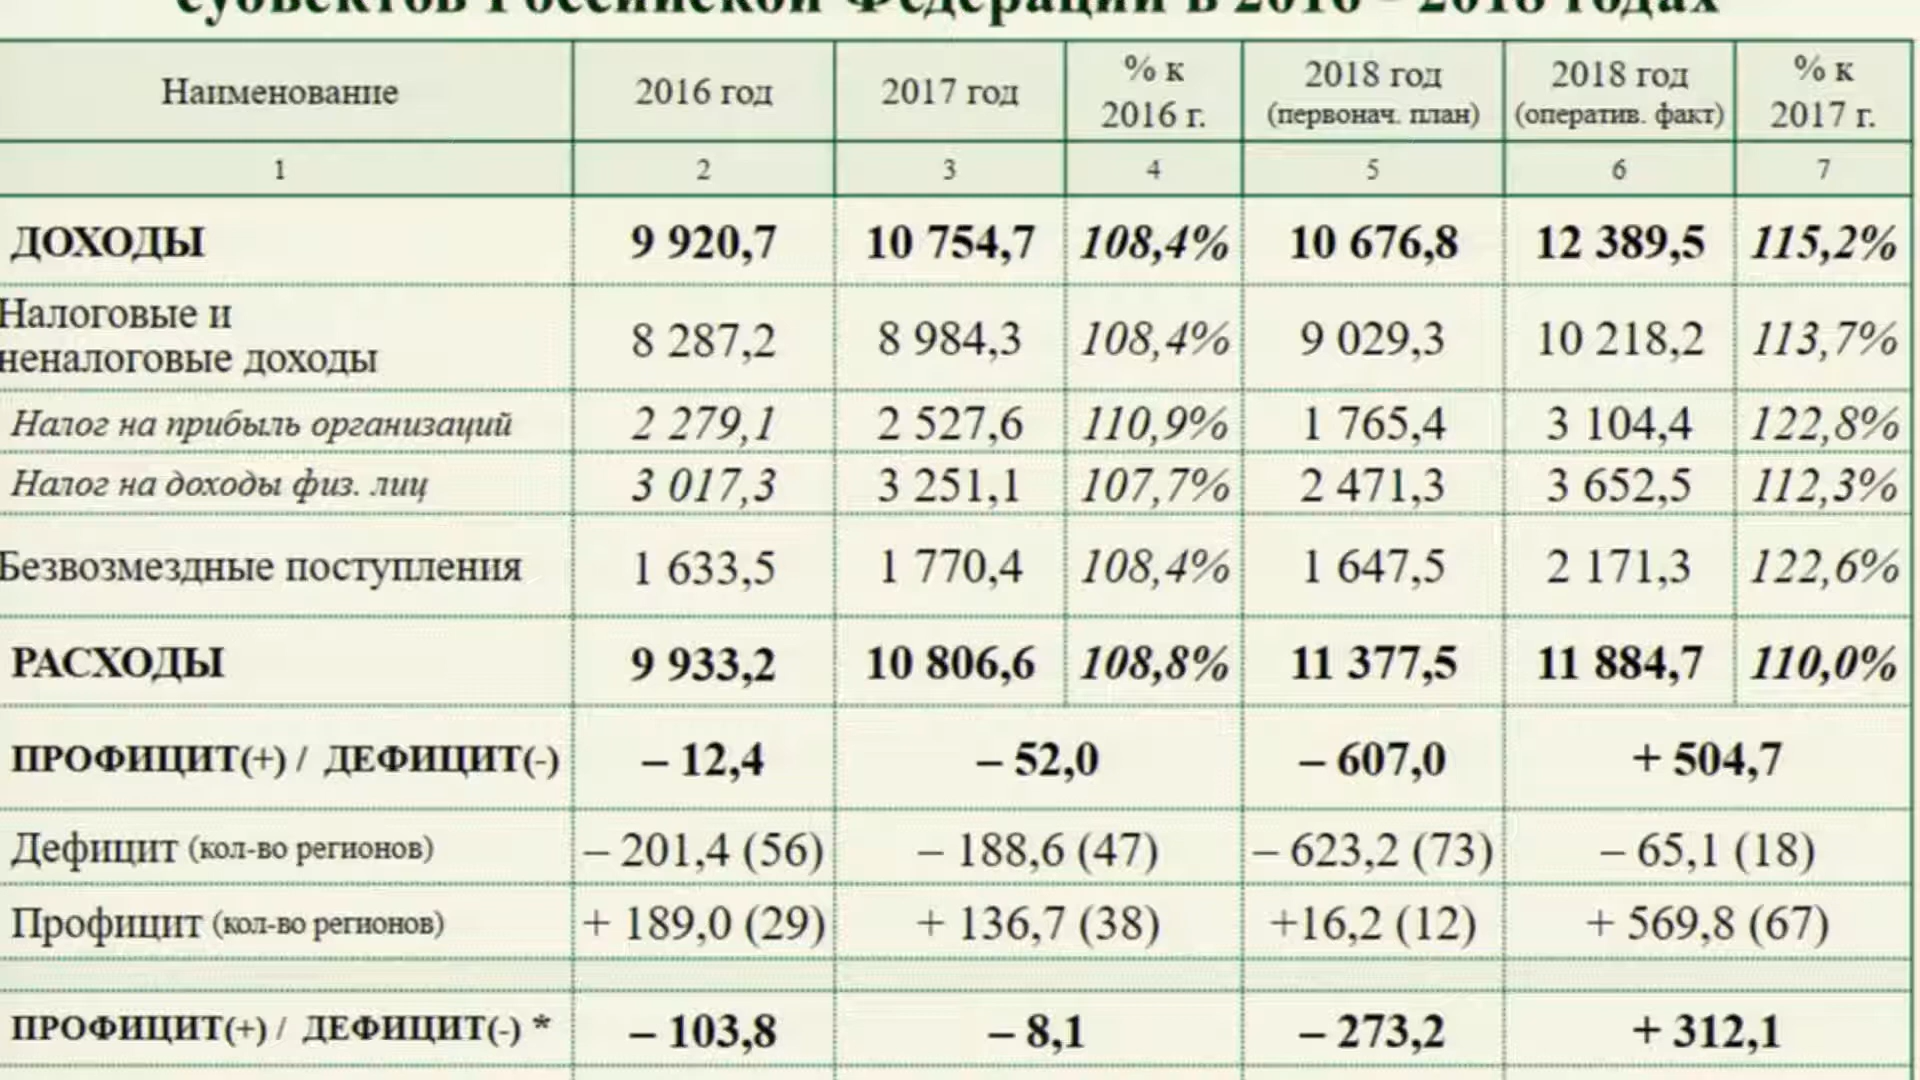 субъектов Российской Федерации в 2016 - 2018 годах
Наименование 2016 год 2017 год % к 2016 г. 2018 год (первонач. план) 2018 год (оператив. факт) % к 2017 г.
1 2 3 4 5 6 7
ДОХОДЫ 9 920,7 10 754,7 108,4% 10 676,8 12 389,5 115,2%
Налоговые и
неналоговые доходы 8 287,2 8 984,3 108,4% 9 029,3 10 218,2 113,7%
Налог на прибыль организаций 2 279,1 2 527,6 110,9% 1 765,4 3 104,4 122,8%
Налог на доходы физ. лиц 3 017,3 3 251,1 107,7% 2 471,3 3 652,5 112,3%
Безвозмездные поступления 1 633,5 1 770,4 108,4% 1 647,5 2 171,3 122,6%
РАСХОДЫ 9 933,2 10 806,6 108,8% 11 377,5 11 884,7 110,0%
ПРОФИЦИТ(+) / ДЕФИЦИТ(-) – 12,4 – 52,0 – 607,0 + 504,7
Дефицит (кол-во регионов) – 201,4 (56) – 188,6 (47) – 623,2 (73) – 65,1 (18)
Профицит (кол-во регионов) + 189,0 (29) + 136,7 (38) +16,2 (12) + 569,8 (67)
ПРОФИЦИТ(+) / ДЕФИЦИТ(-) * – 103,8 – 8,1 – 273,2 + 312,1